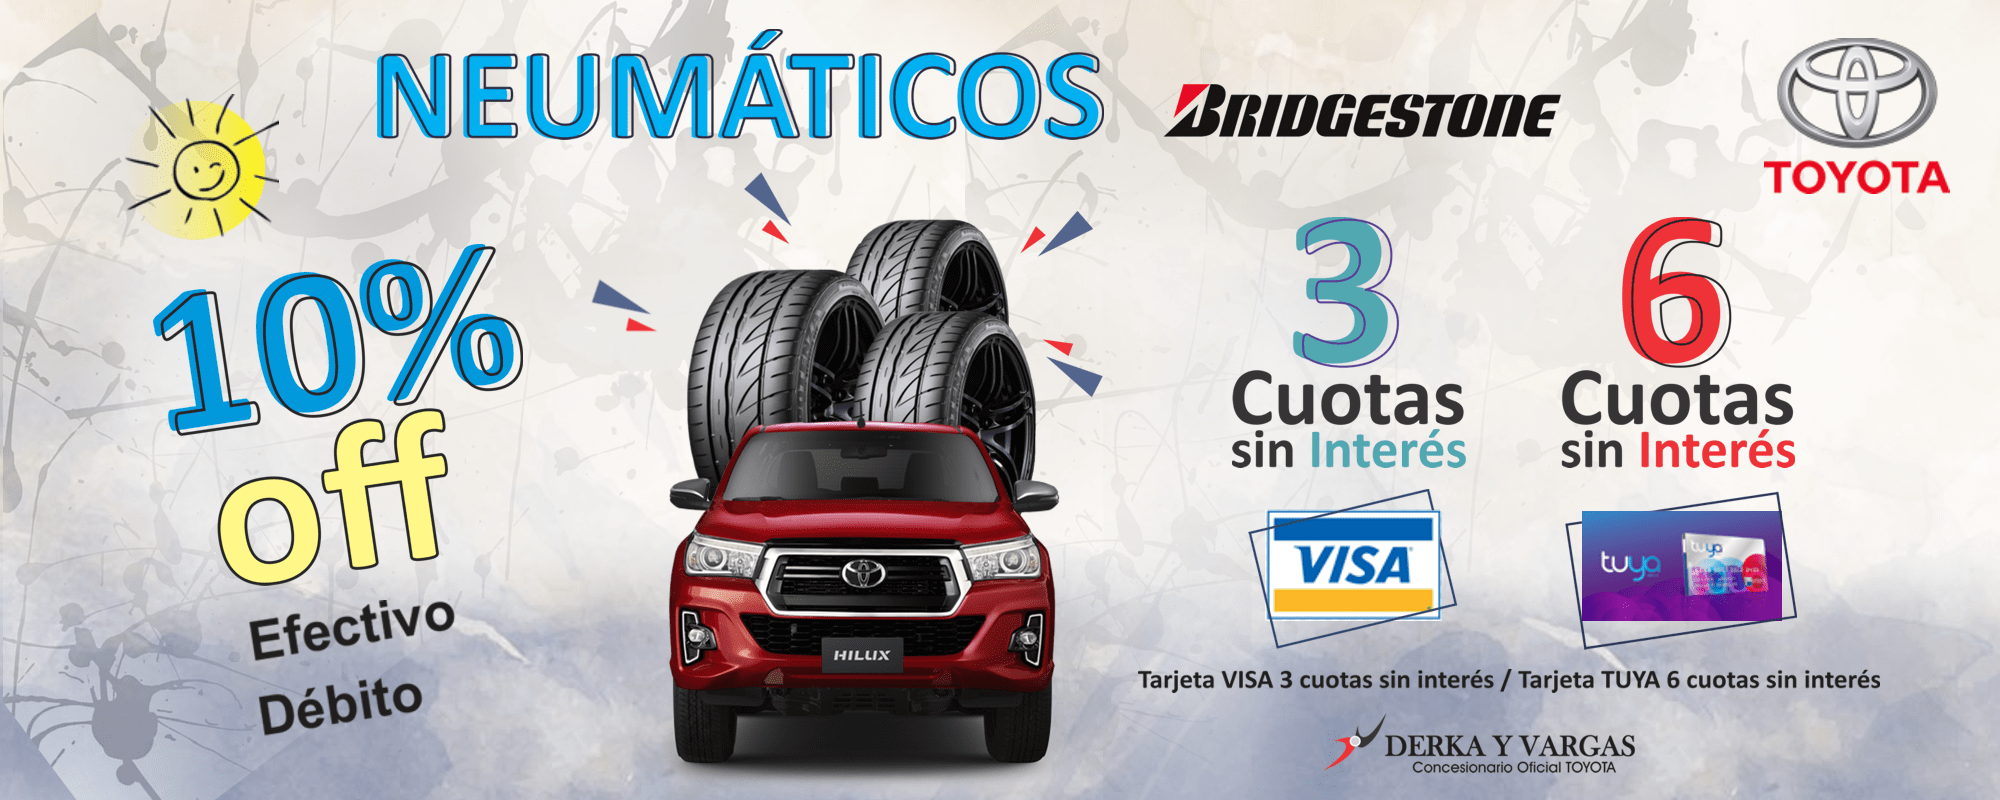 NEUMÁTICOS
BRIDGESTONE
TOYOTA
10%
off
Efectivo
Débito
HILUX
3
Cuotas
sin Interés
VISA
6
Cuotas
sin Interés
tuya
tuya
Tarjeta VISA 3 cuotas sin interés / Tarjeta TUYA 6 cuotas sin interés
DERKA Y VARGAS
Concesionario Oficial TOYOTA